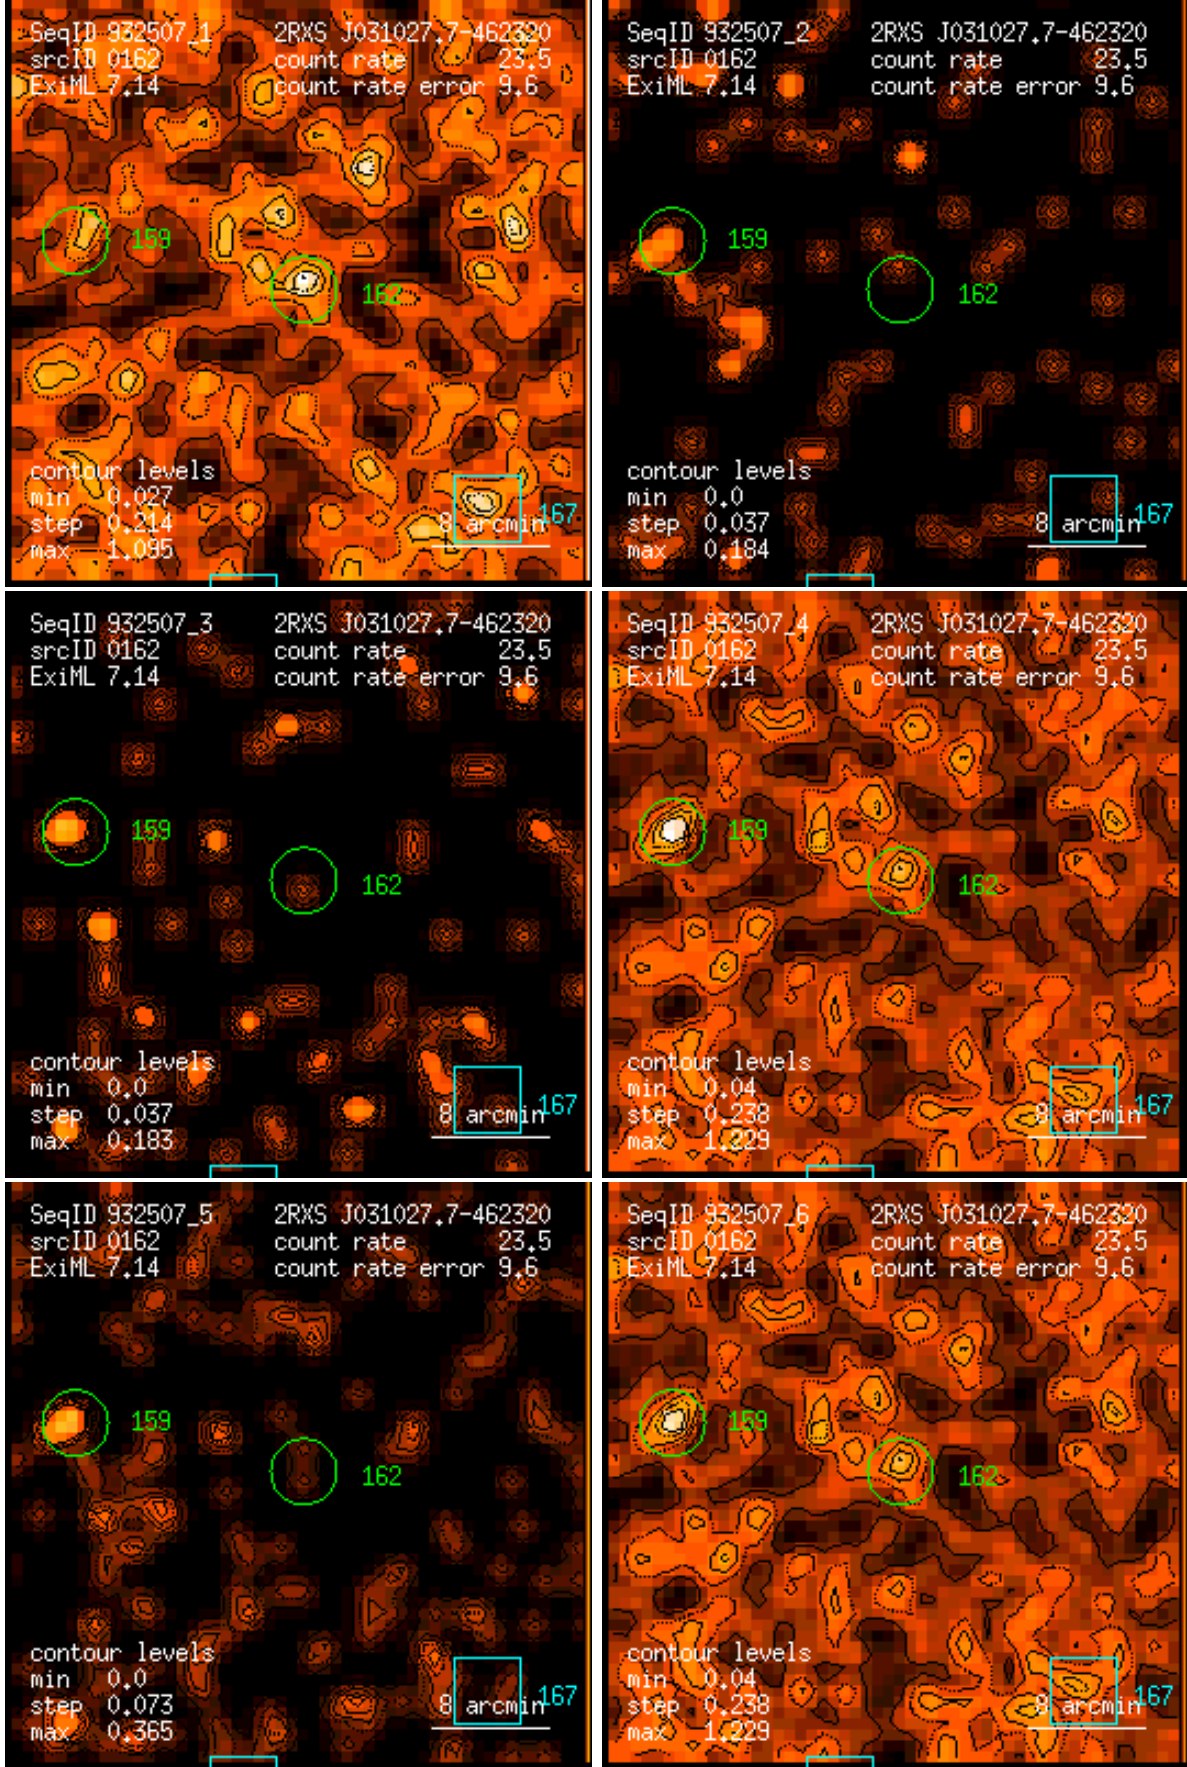 SeqID 932507_1 2RXS J031027.7-462320
srcID 0162 count rate 23.5
ExiML 7.14 count rate error 9.6
159
162
contour levels
min 0.027
step 0.214
max 1.095
8 arcmin
167
SeqID 932507_2 2RXS J031027.7-462320
srcID 0162 count rate 23.5
ExiML 7.14 count rate error 9.6
159
162
contour levels
min 0.0
step 0.037
max 0.184
8 arcmin
167
SeqID 932507_3 2RXS J031027.7-462320
srcID 0162 count rate 23.5
ExiML 7.14 count rate error 9.6
159
162
contour levels
min 0.0
step 0.037
max 0.183
8 arcmin
167
SeqID 932507_4 2RXS J031027.7-462320
srcID 0162 count rate 23.5
ExiML 7.14 count rate error 9.6
159
162
contour levels
min 0.04
step 0.238
max 1.229
8 arcmin
167
SeqID 932507_5 2RXS J031027.7-462320
srcID 0162 count rate 23.5
ExiML 7.14 count rate error 9.6
159
162
contour levels
min 0.0
step 0.073
max 0.365
8 arcmin
167
SeqID 932507_6 2RXS J031027.7-462320
srcID 0162 count rate 23.5
ExiML 7.14 count rate error 9.6
159
162
contour levels
min 0.04
step 0.238
max 1.229
8 arcmin
167